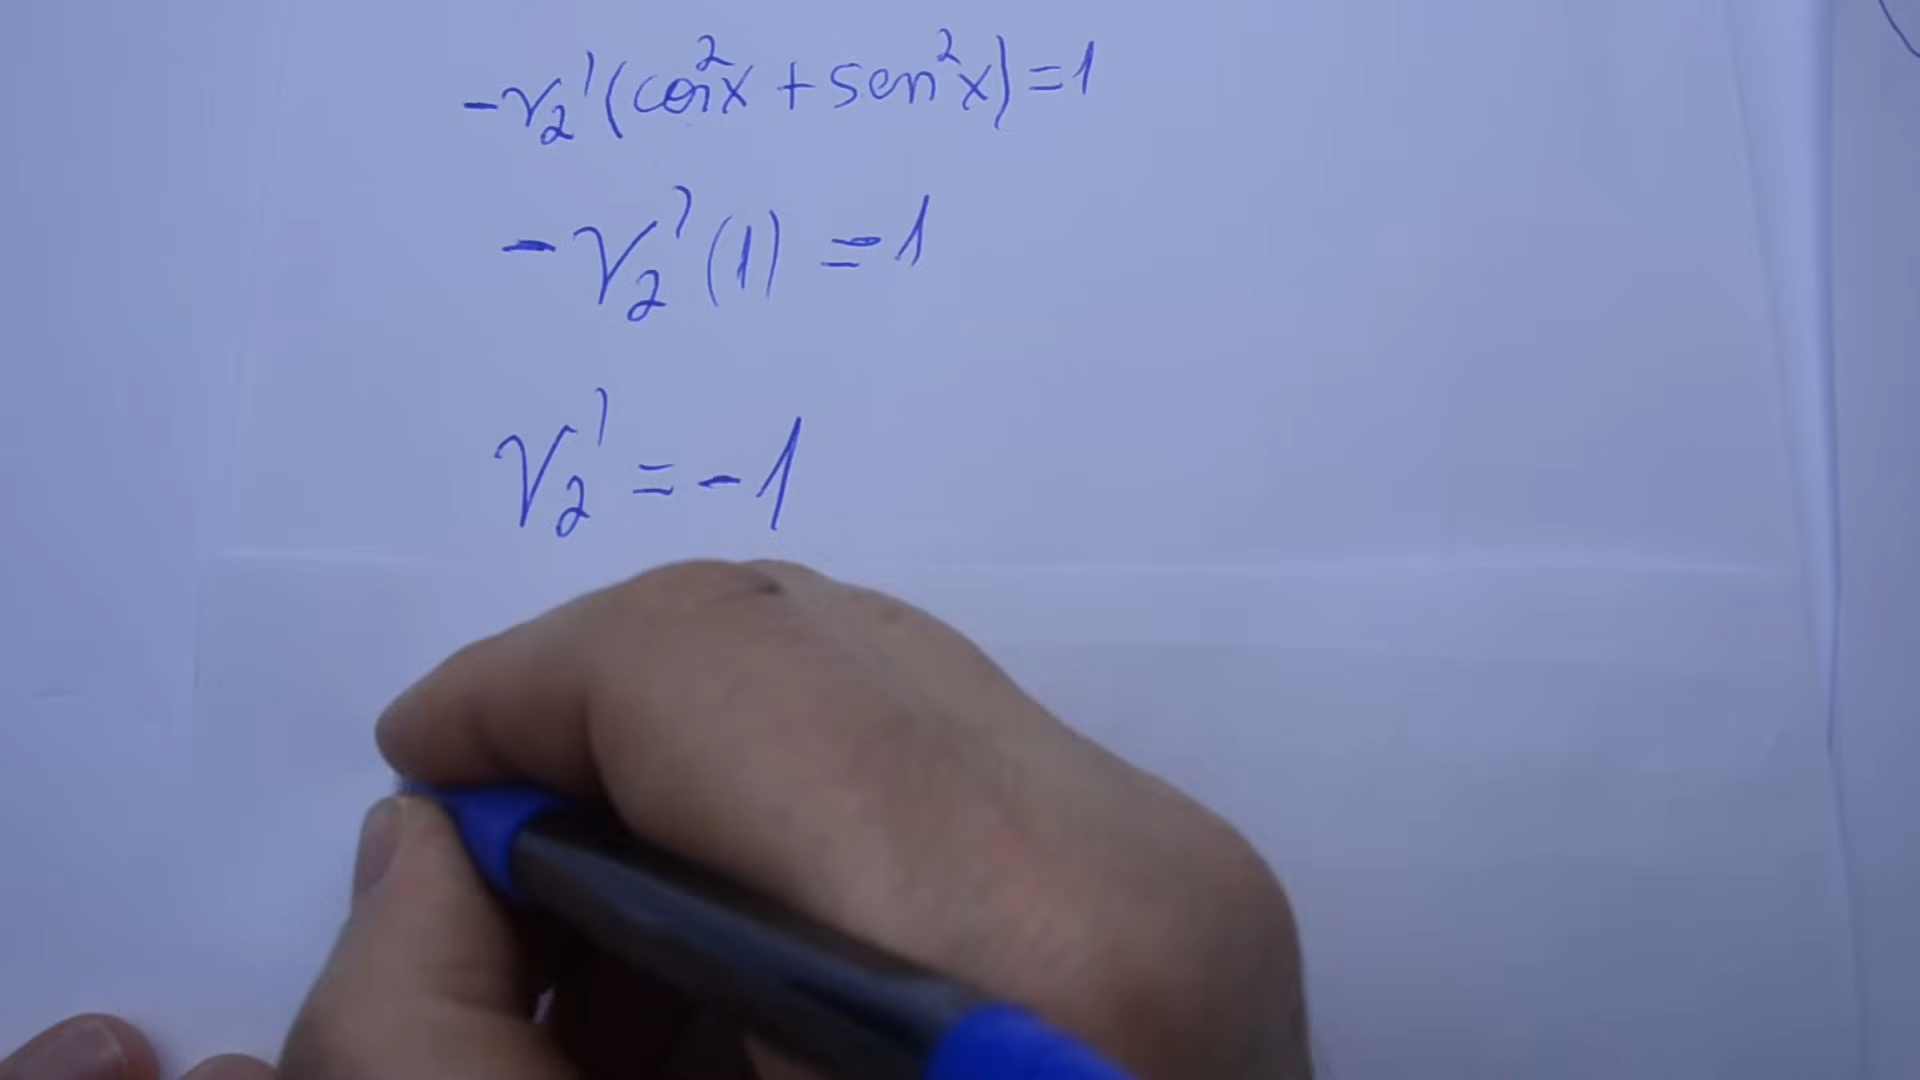 -v₂'(cos²x + sen²x) = 1
-v₂'(1) = 1
v₂' = -1